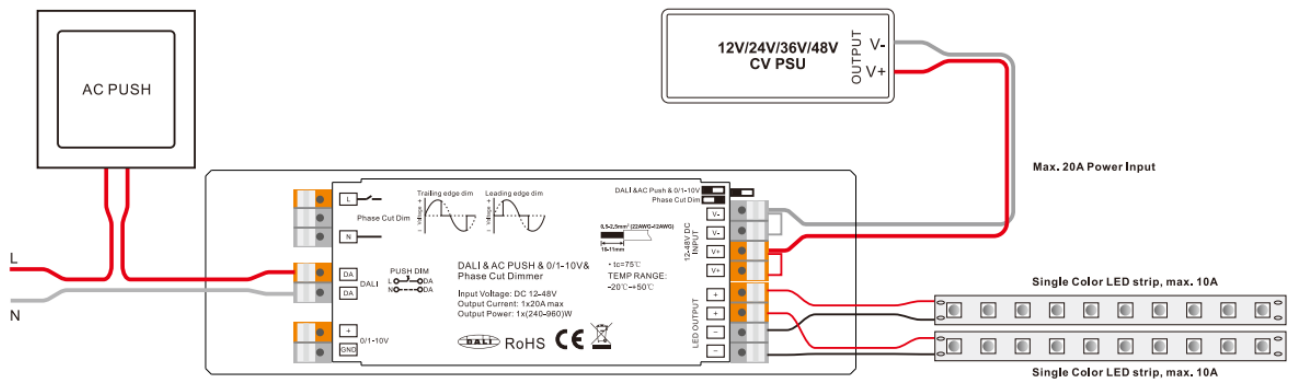 AC PUSH
L
N
12V/24V/36V/48V
CV PSU
OUTPUT
V-
V+
Max. 20A Power Input
L
Phase Cut Dim
N
DA
DA
DALI
PUSH DIM
L
DA
N
DA
+
GND
0/1-10V
Trailing edge dim
Leading edge dim
Voltage +
Voltage +
DALI & AC PUSH & 0/1-10V&
Phase Cut Dimmer
Input Voltage: DC 12-48V
Output Current: 1x20A max
Output Power: 1x(240-960)W
DALI
RoHS
CE
0,5-2,5mm² (22AWG-12AWG)
10-11mm
• tc=75℃
TEMP RANGE:
-20℃-+50℃
DALI &AC Push & 0/1-10V
Phase Cut Dim
V-
V-
V+
V+
12-48V DC
INPUT
+
+
−
−
LED OUTPUT
Single Color LED strip, max. 10A
Single Color LED strip, max. 10A